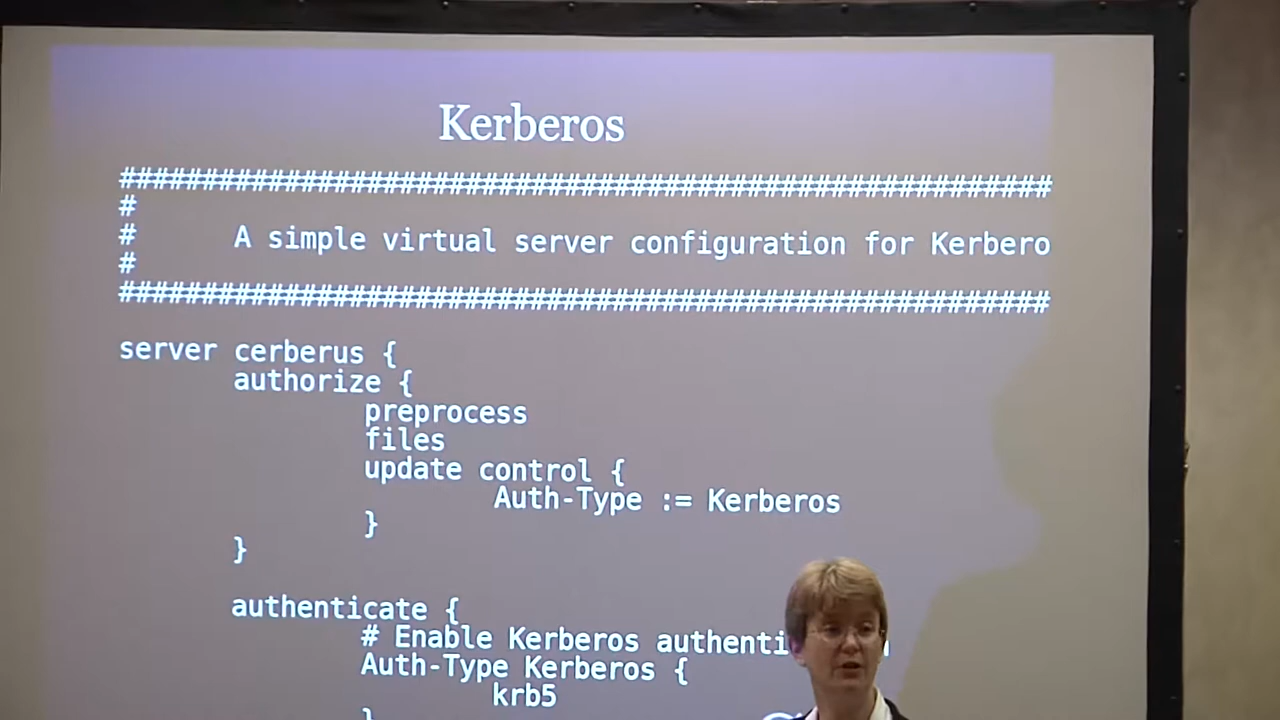 Kerberos
#########################################################
#
# A simple virtual server configuration for Kerbero
#
#########################################################
server cerberus {
authorize {
preprocess
files
update control {
Auth-Type := Kerberos
}
}
authenticate {
# Enable Kerberos authenti
Auth-Type Kerberos {
krb5
}